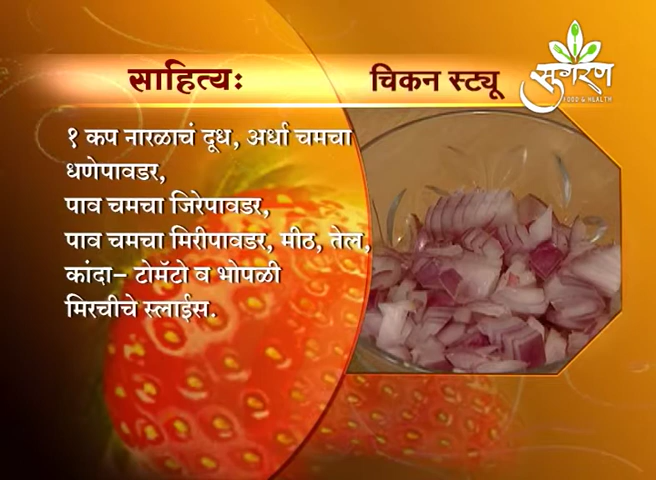 साहित्यः
चिकन स्ट्यू
सुगरण
FOOD & HEALTH
१ कप नारळाचं दूध, अर्धा चमचा
धणेपावडर,
पाव चमचा जिरेपावडर,
पाव चमचा मिरीपावडर, मीठ, तेल,
कांदा– टोमॅटो व भोपळी
मिरचीचे स्लाईस.